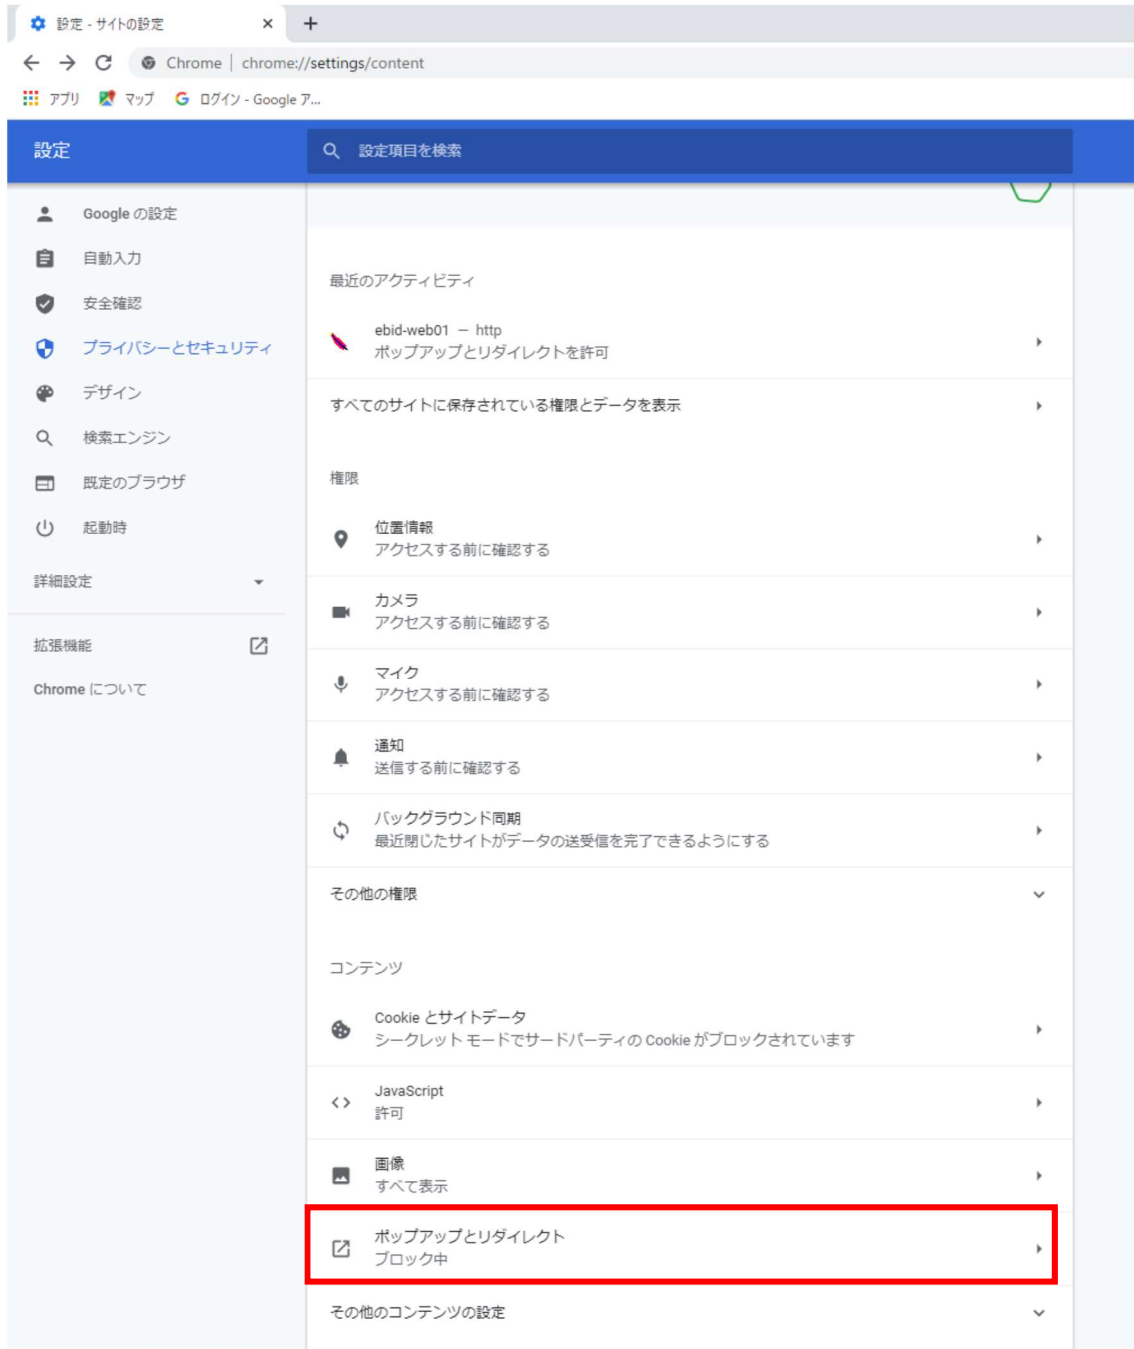 設定 - サイトの設定
Chrome | chrome://settings/content
アプリ マップ ログイン - Google ア...
設定
設定項目を検索
Google の設定
自動入力
安全確認
プライバシーとセキュリティ
デザイン
検索エンジン
既定のブラウザ
起動時
詳細設定
拡張機能
Chrome について
最近のアクティビティ
ebid-web01 — http
ポップアップとリダイレクトを許可
すべてのサイトに保存されている権限とデータを表示
権限
位置情報
アクセスする前に確認する
カメラ
アクセスする前に確認する
マイク
アクセスする前に確認する
通知
送信する前に確認する
バックグラウンド同期
最近閉じたサイトがデータの送受信を完了できるようにする
その他の権限
コンテンツ
Cookie とサイトデータ
シークレット モードでサードパーティの Cookie がブロックされています
JavaScript
許可
画像
すべて表示
ポップアップとリダイレクト
ブロック中
その他のコンテンツの設定